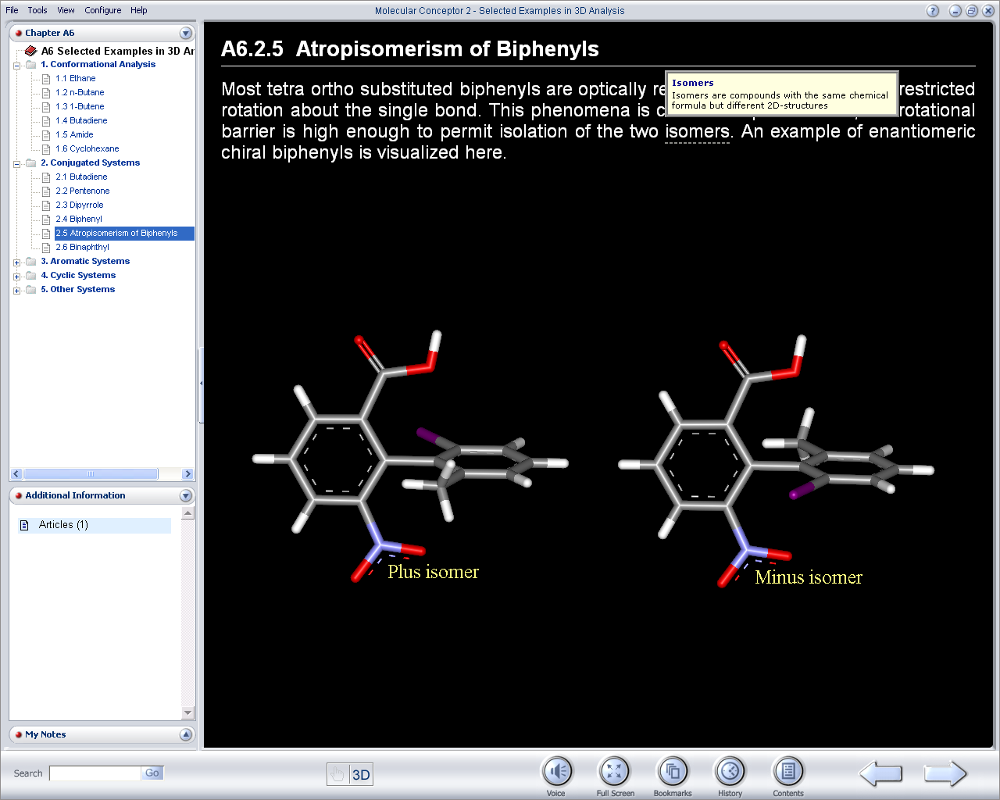 File Tools View Configure Help
Molecular Conceptor 2 - Selected Examples in 3D Analysis
Chapter A6
A6 Selected Examples in 3D Ar
1. Conformational Analysis
1.1 Ethane
1.2 n-Butane
1.3 1-Butene
1.4 Butadiene
1.5 Amide
1.6 Cyclohexane
2. Conjugated Systems
2.1 Butadiene
2.2 Pentenone
2.3 Dipyrrole
2.4 Biphenyl
2.5 Atropisomerism of Biphenyls
2.6 Binaphthyl
3. Aromatic Systems
4. Cyclic Systems
5. Other Systems
Additional Information
Articles (1)
My Notes
A6.2.5 Atropisomerism of Biphenyls
Most tetra ortho substituted biphenyls are optically re restricted
rotation about the single bond. This phenomena is rotational
barrier is high enough to permit isolation of the two isomers. An example of enantiomeric
chiral biphenyls is visualized here.
Isomers
Isomers are compounds with the same chemical
formula but different 2D-structures
Plus isomer
Minus isomer
Search
Go
3D
Voice
Full Screen
Bookmarks
History
Contents